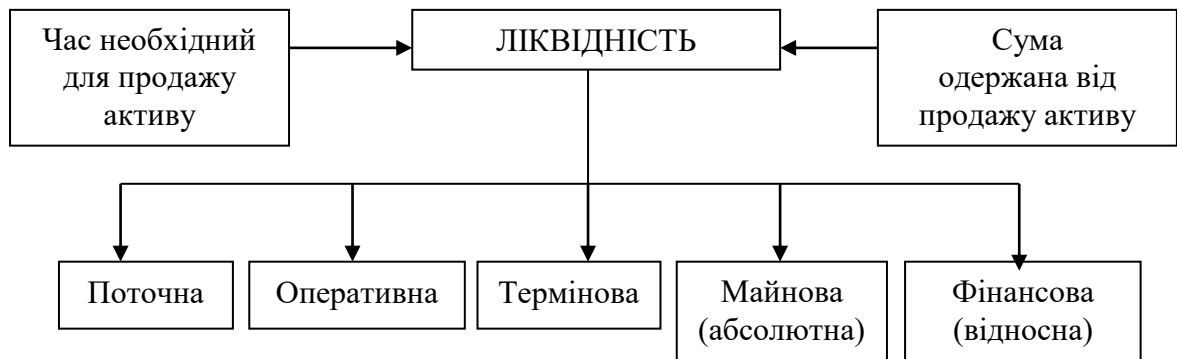 Час необхідний
для продажу
активу
ЛІКВІДНІСТЬ
Сума
одержана від
продажу активу
Поточна
Оперативна
Термінова
Майнова
(абсолютна)
Фінансова
(відносна)